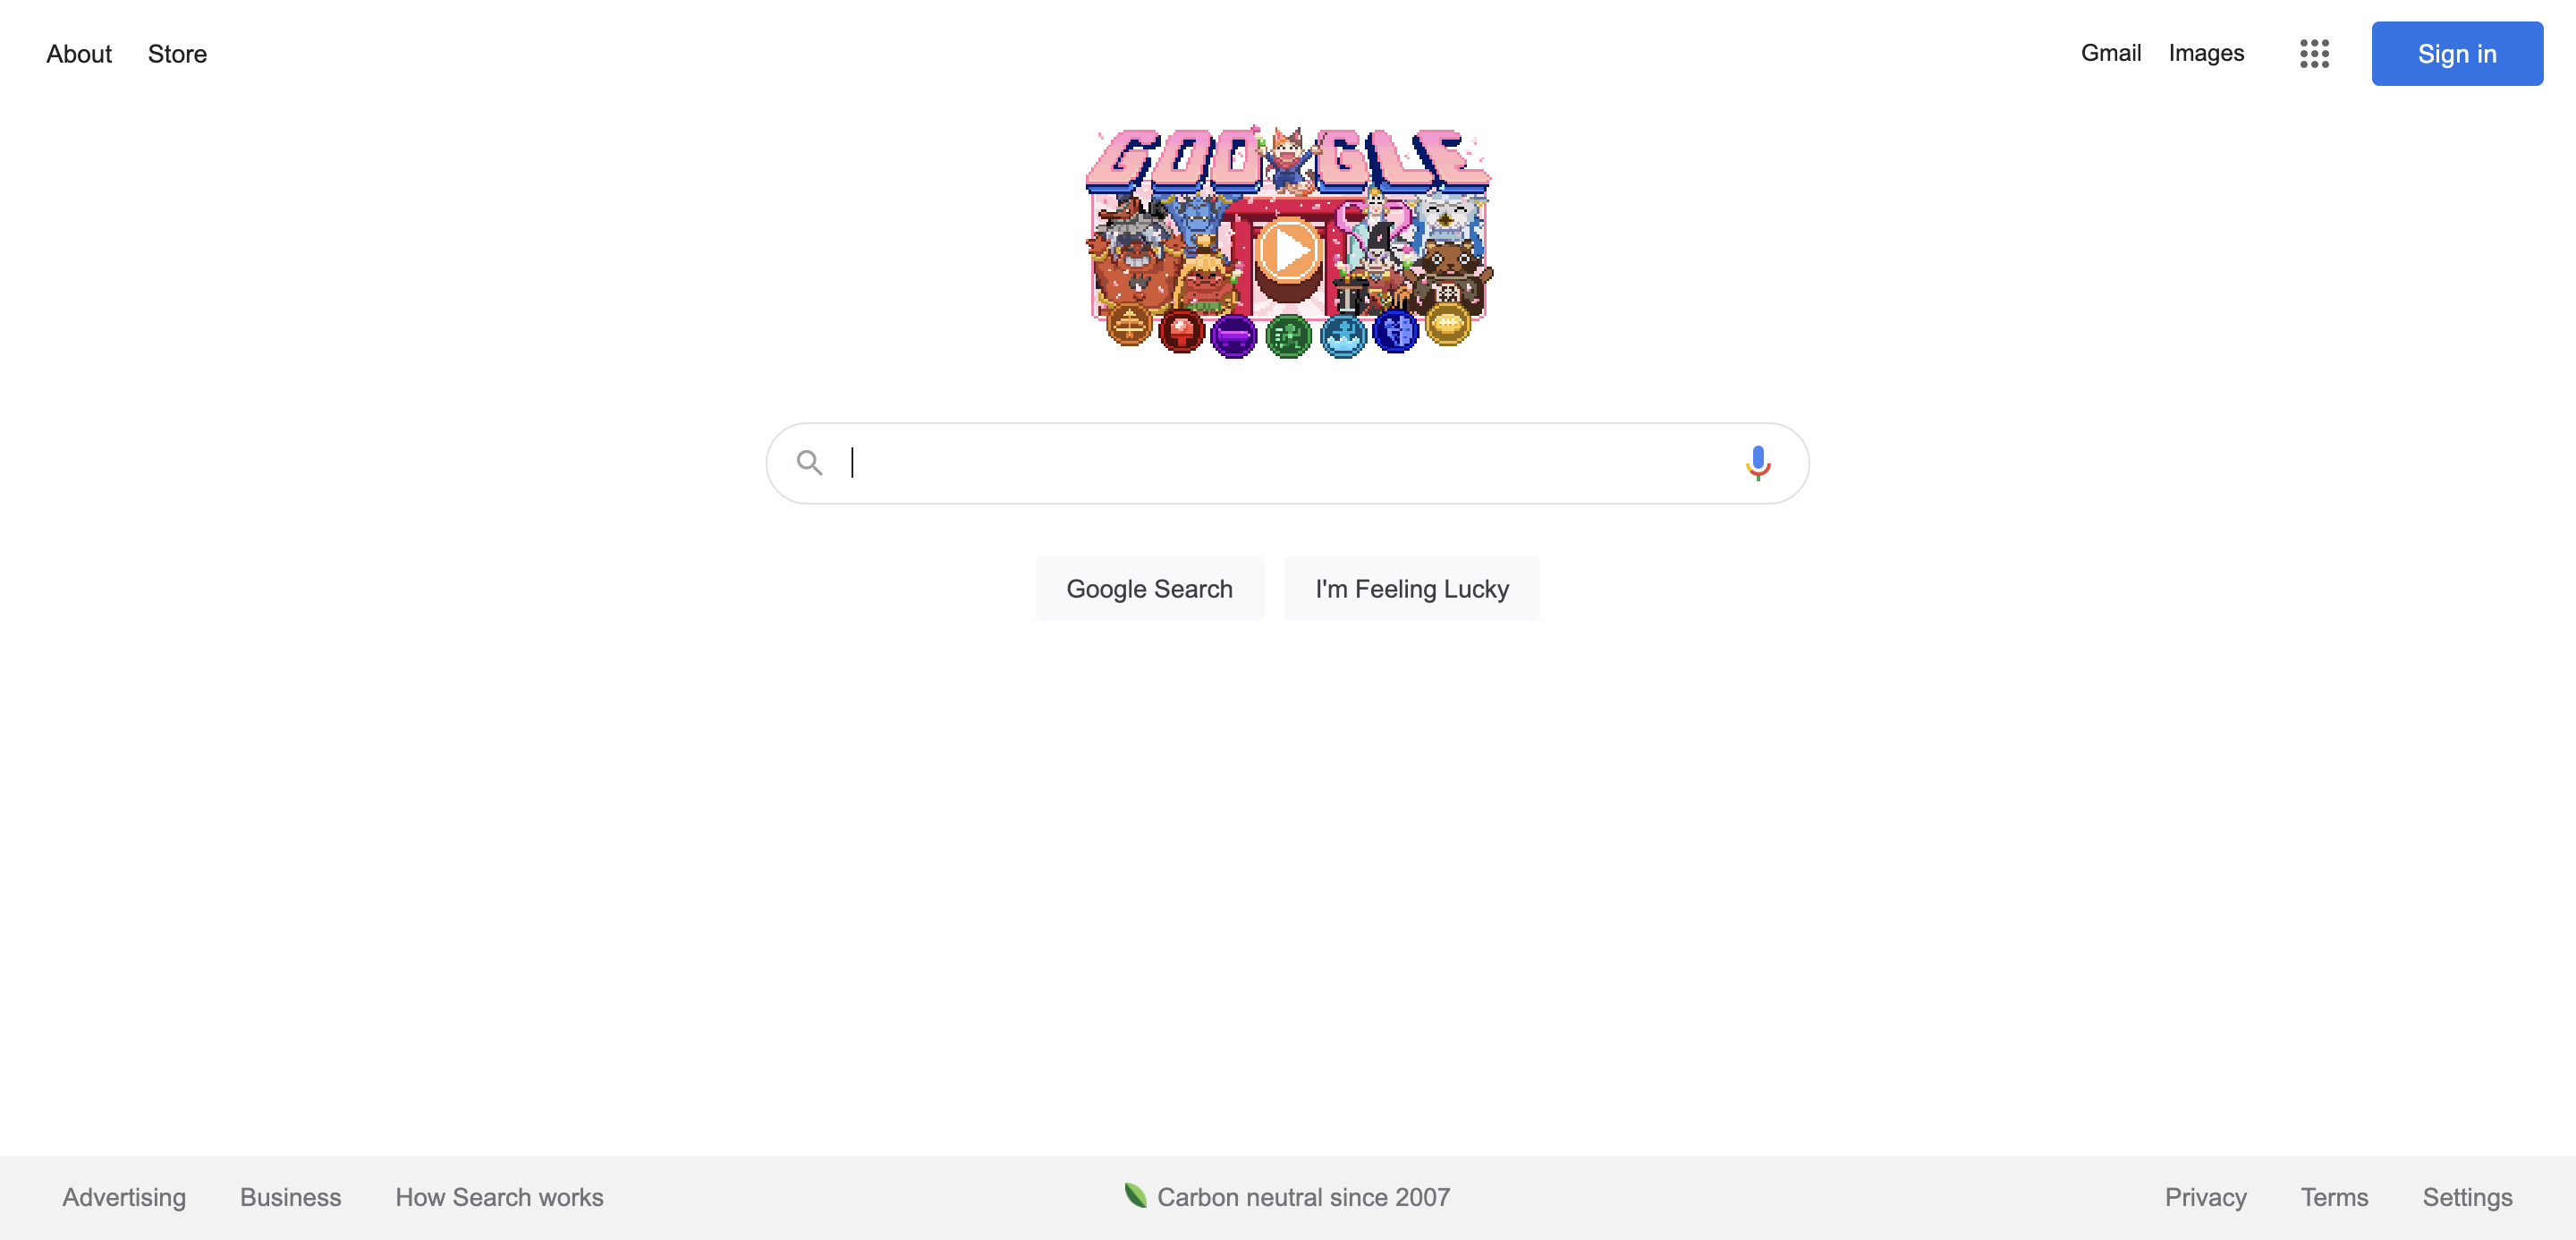 About Store Gmail Images Sign in
GOOGLE
Google Search I'm Feeling Lucky
Advertising Business How Search works Carbon neutral since 2007 Privacy Terms Settings